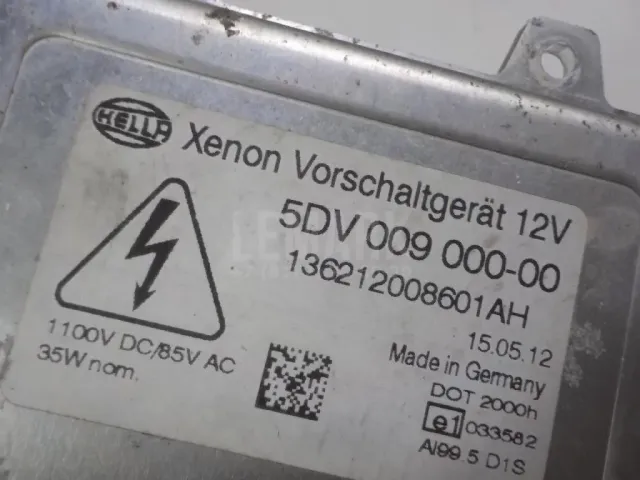 HELLA
Xenon Vorschaltgerät 12V
5DV 009 000-00
136212008601AH
15.05.12
1100V DC/85V AC
35W nom.
Made in Germany
DOT 2000h
e1 033582
Al99 5 D1S